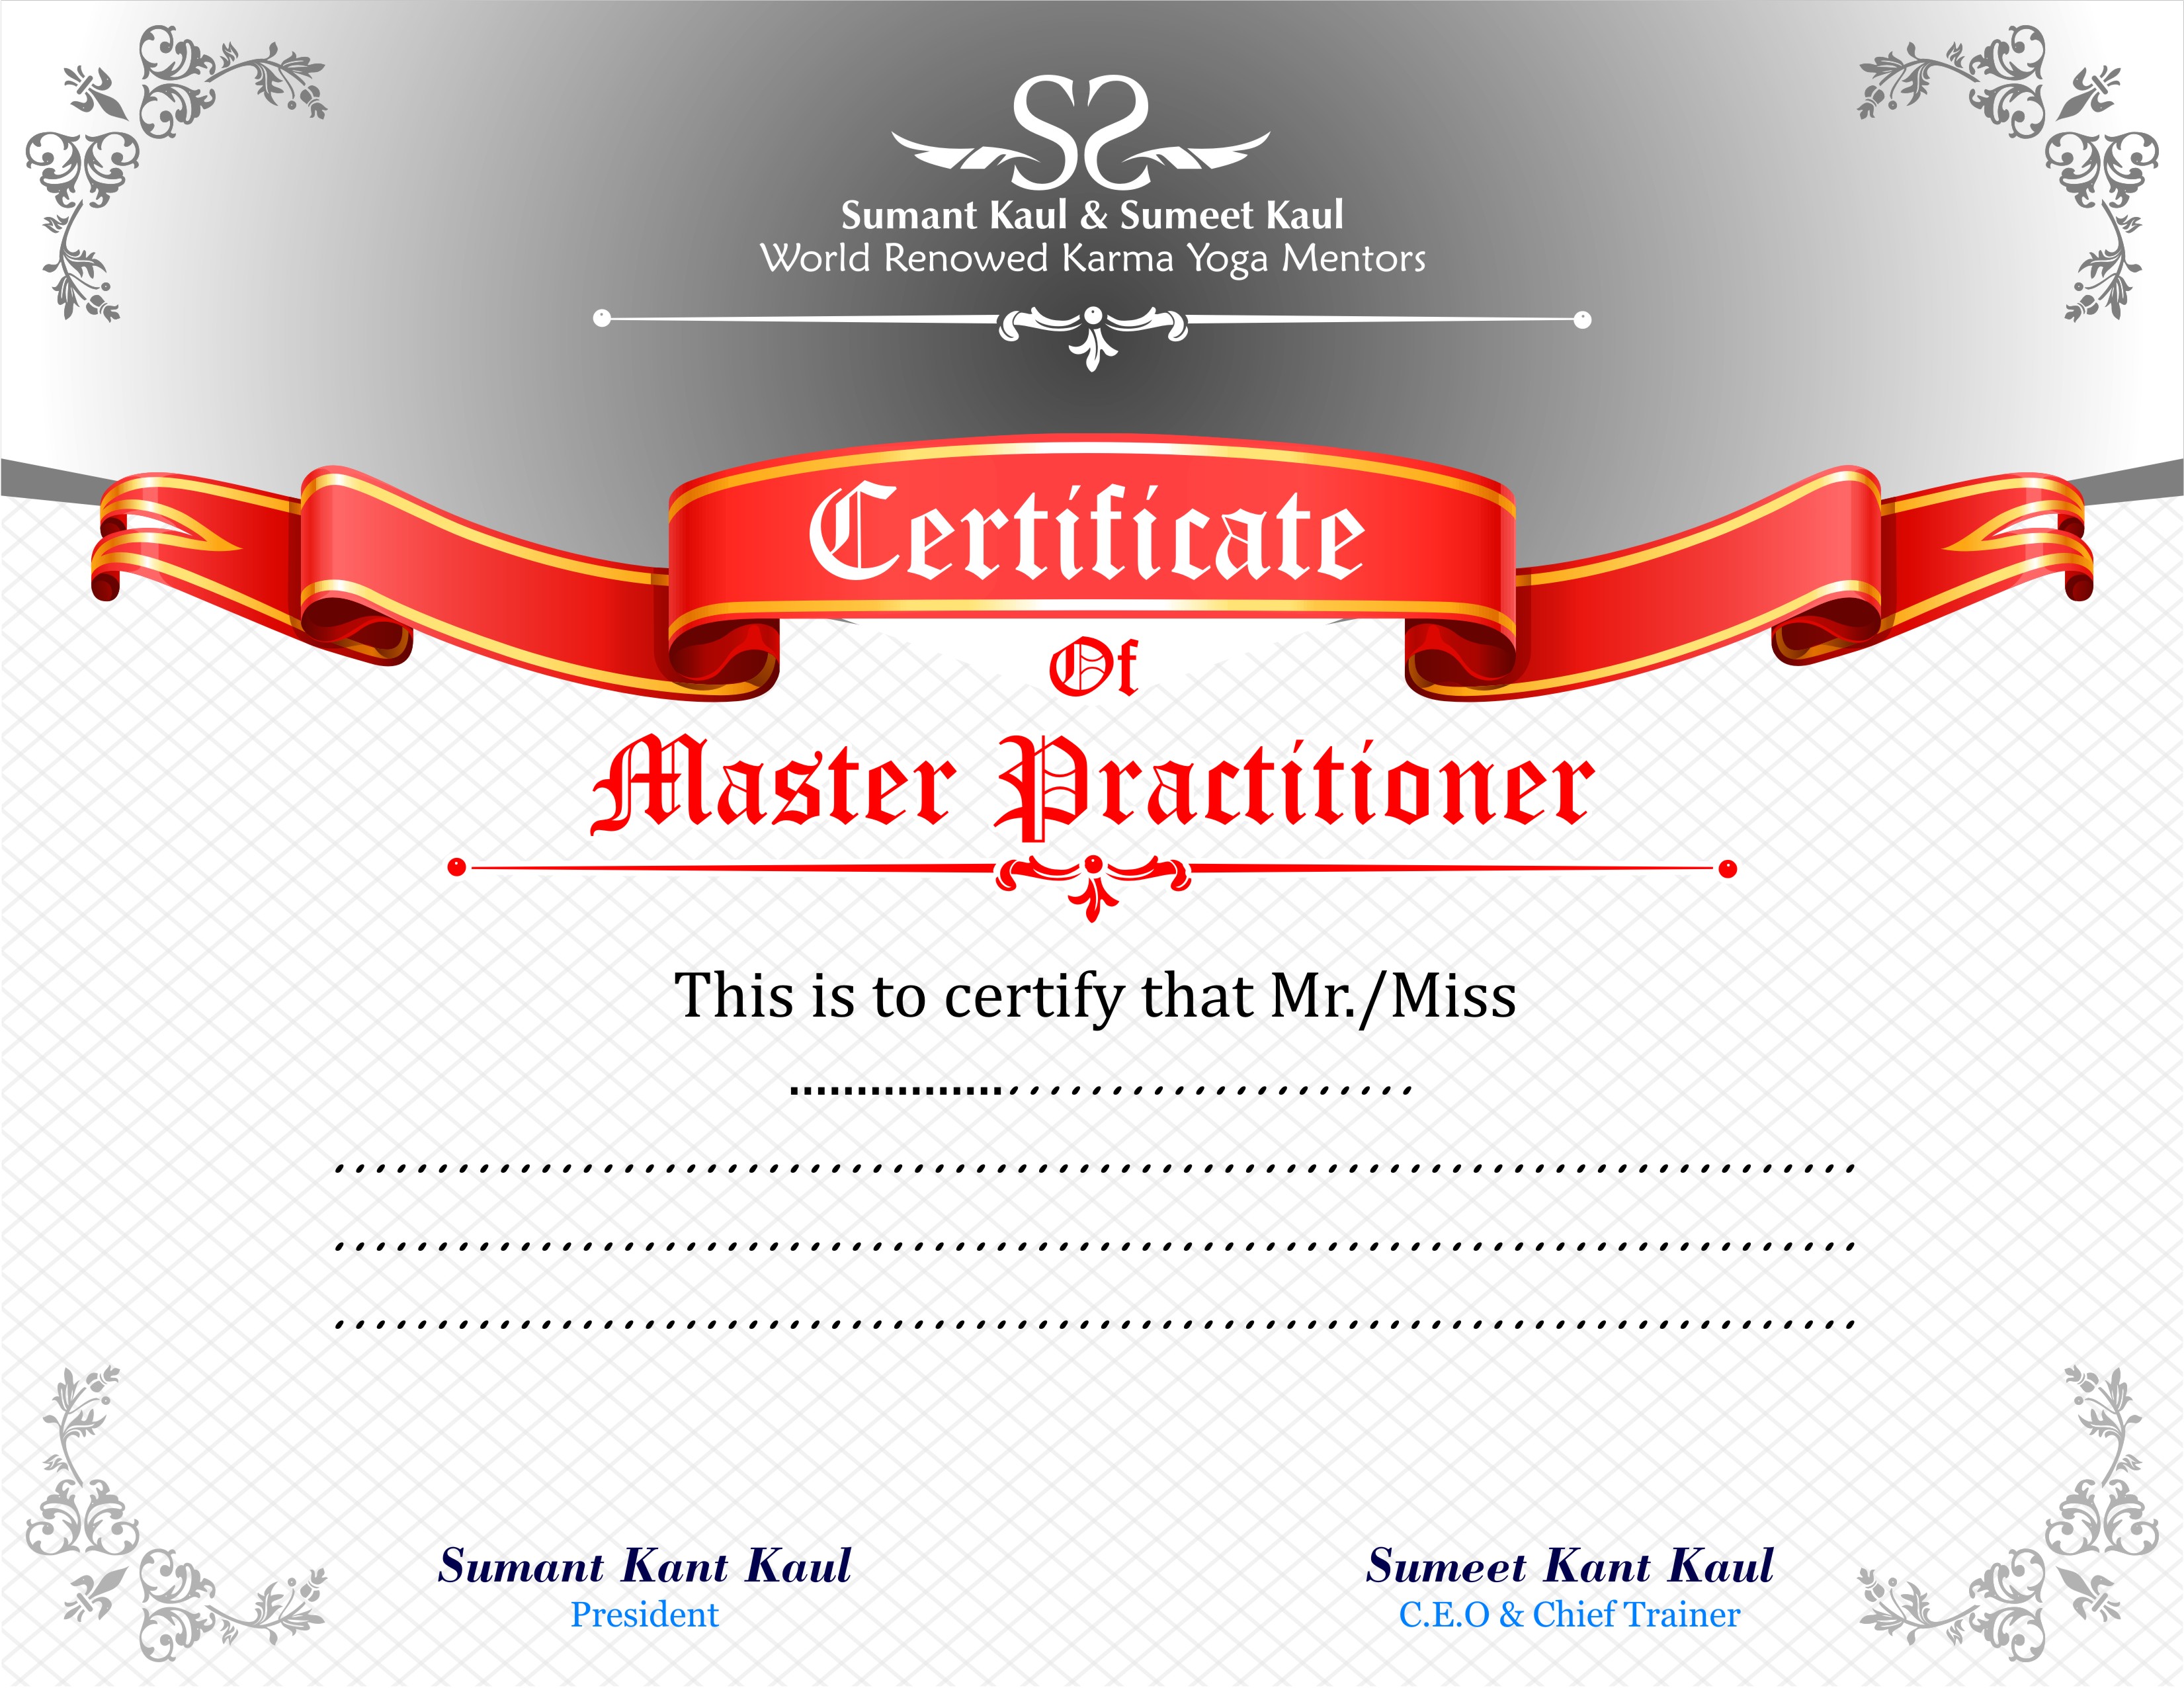 SS
Sumant Kaul & Sumeet Kaul
World Renowed Karma Yoga Mentors
Certificate
Of
Master Practitioner
This is to certify that Mr./Miss
...................................
..........................................................................
..........................................................................
..........................................................................
Sumant Kant Kaul
President
Sumeet Kant Kaul
C.E.O & Chief Trainer